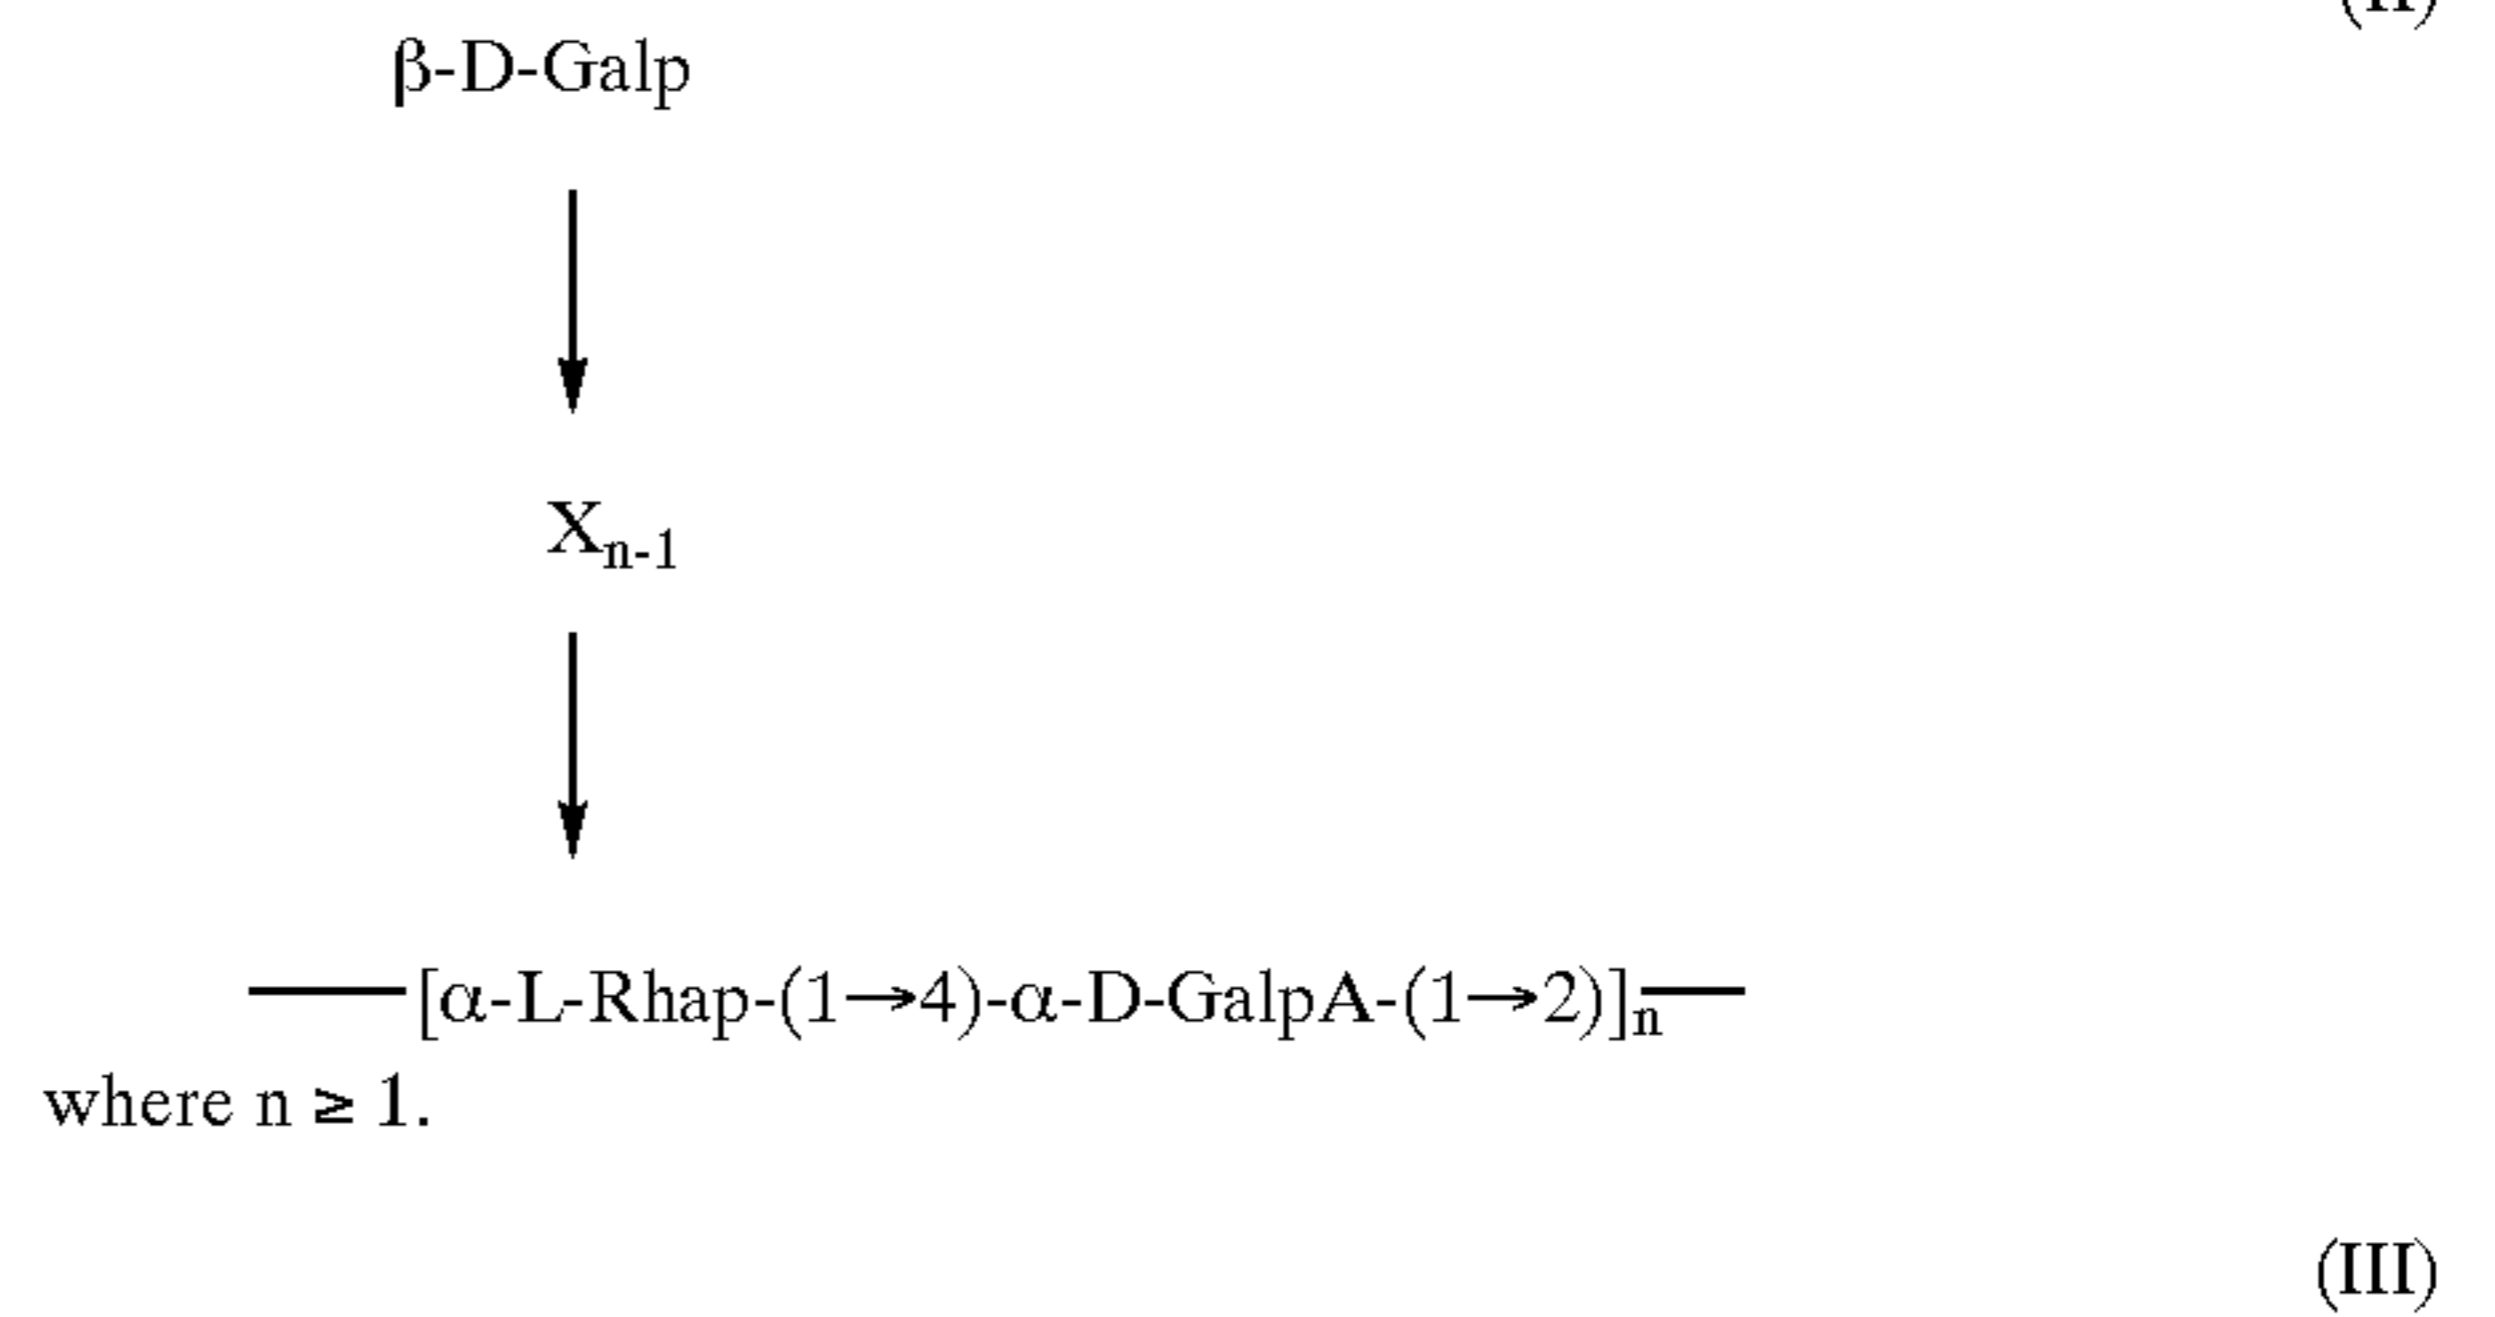 (II)
β-D-Galp
Xn-1
[α-L-Rhap-(1→4)-α-D-GalpA-(1→2)]n
where n ≥ 1.
(III)